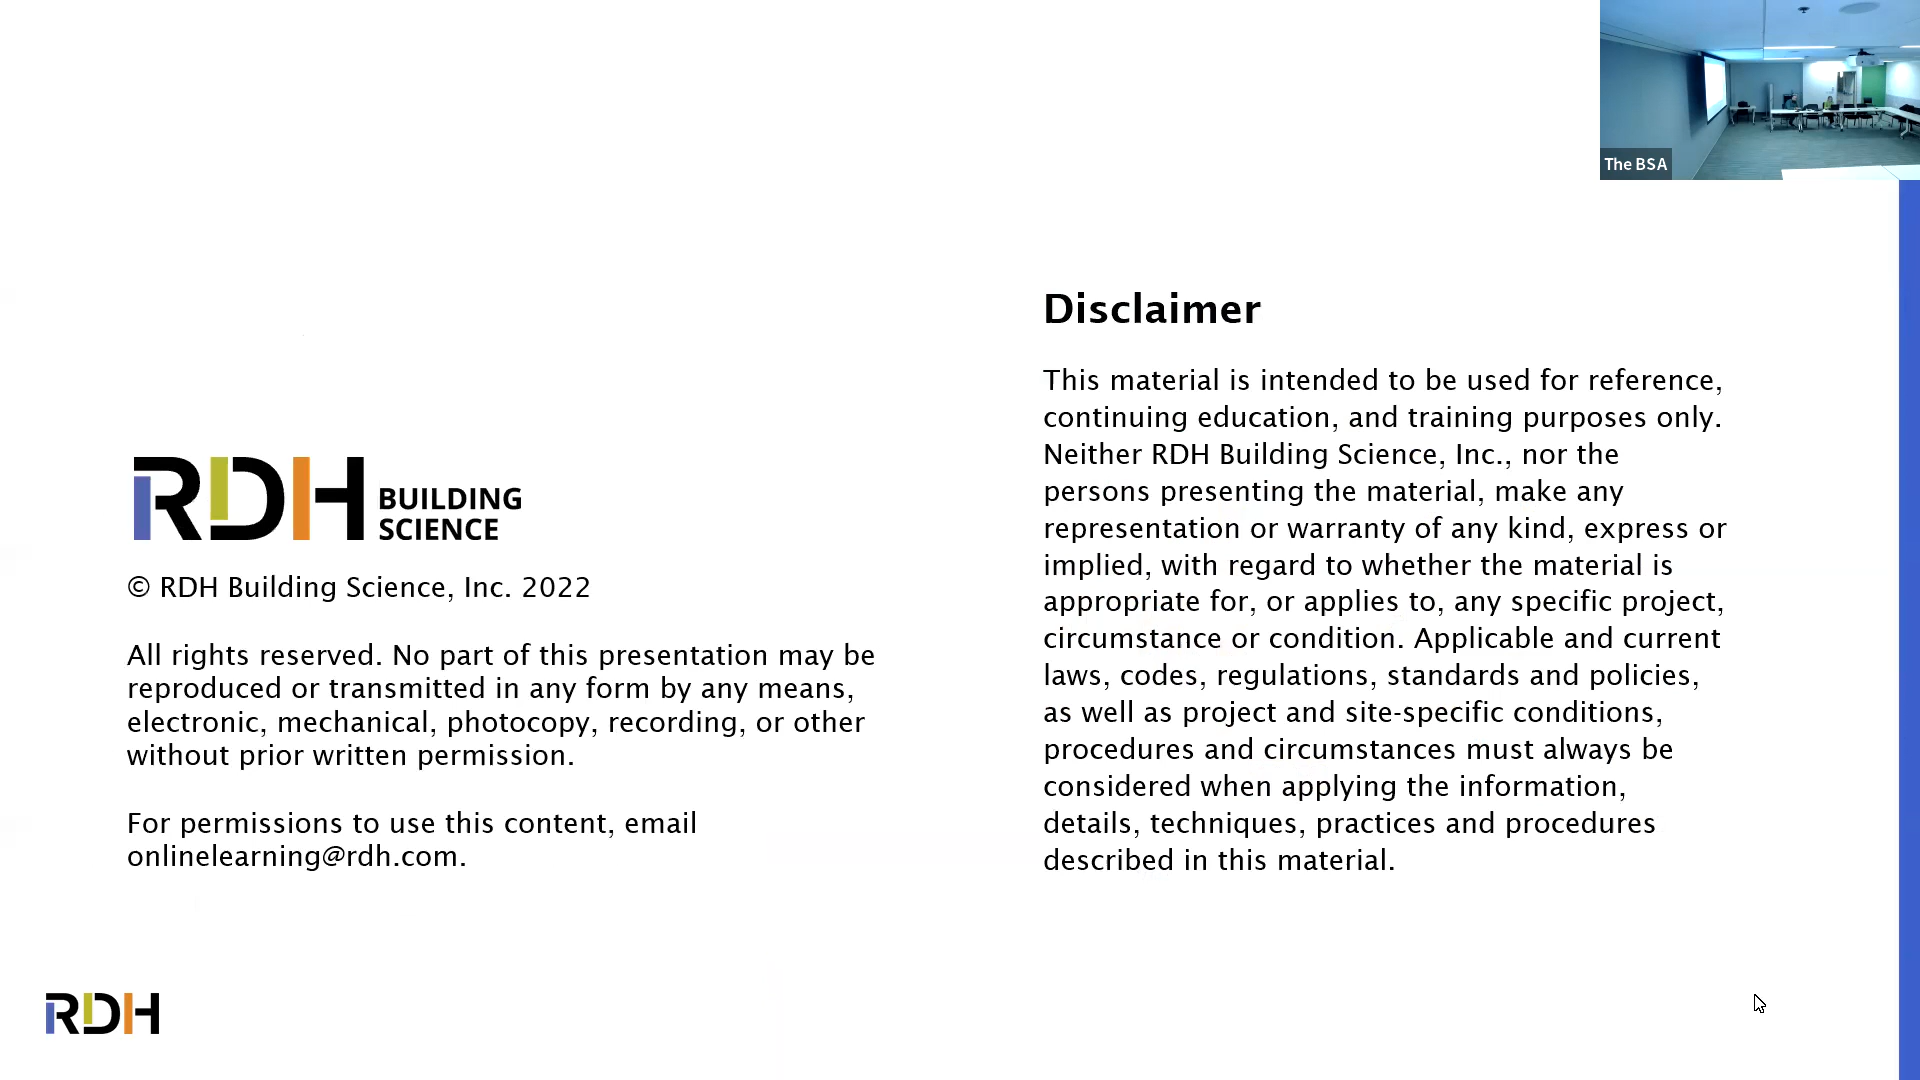 The BSA
RDH BUILDING
SCIENCE
© RDH Building Science, Inc. 2022
All rights reserved. No part of this presentation may be
reproduced or transmitted in any form by any means,
electronic, mechanical, photocopy, recording, or other
without prior written permission.
For permissions to use this content, email
onlinelearning@rdh.com.
Disclaimer
This material is intended to be used for reference,
continuing education, and training purposes only.
Neither RDH Building Science, Inc., nor the
persons presenting the material, make any
representation or warranty of any kind, express or
implied, with regard to whether the material is
appropriate for, or applies to, any specific project,
circumstance or condition. Applicable and current
laws, codes, regulations, standards and policies,
as well as project and site-specific conditions,
procedures and circumstances must always be
considered when applying the information,
details, techniques, practices and procedures
described in this material.
RDH